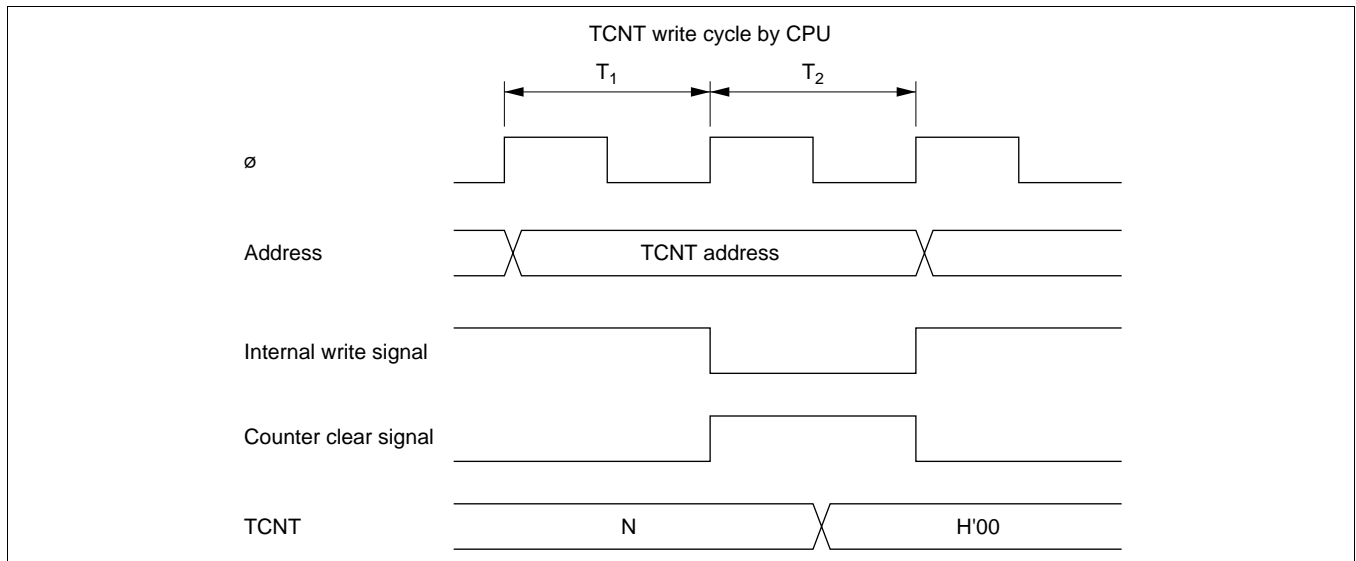 TCNT write cycle by CPU
T1 T2
ø
Address TCNT address
Internal write signal
Counter clear signal
TCNT N H'00